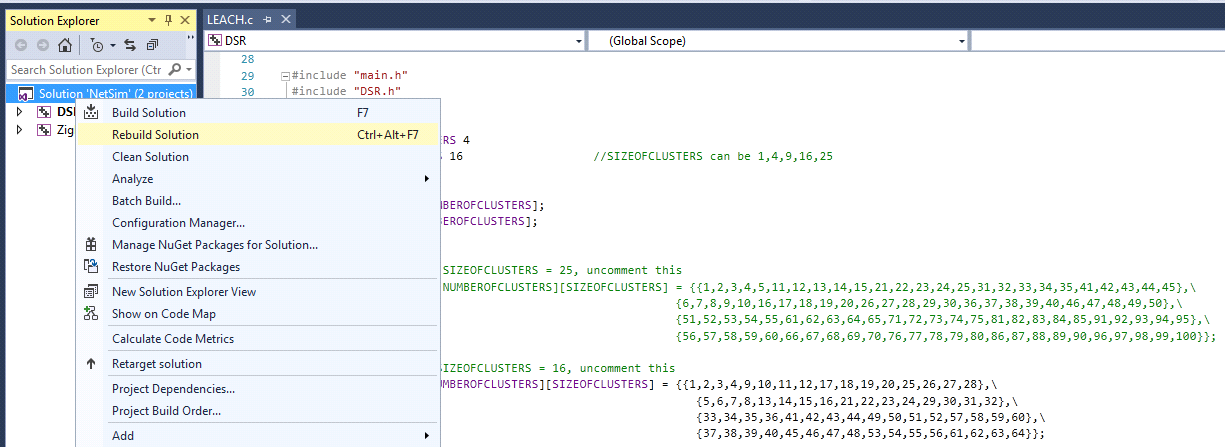 Solution Explorer
LEACH.c
DSR
(Global Scope)
Search Solution Explorer (Ctr
Solution 'NetSim' (2 projects)
DS
Zig
Build Solution F7
Rebuild Solution Ctrl+Alt+F7
Clean Solution
Analyze
Batch Build...
Configuration Manager...
Manage NuGet Packages for Solution...
Restore NuGet Packages
New Solution Explorer View
Show on Code Map
Calculate Code Metrics
Retarget solution
Project Dependencies...
Project Build Order...
Add
28
29 #include "main.h"
30 #include "DSR.h"
ERS 4
16 //SIZEOFCLUSTERS can be 1,4,9,16,25
MBEROFCLUSTERS];
BEROFCLUSTERS];
SIZEOFCLUSTERS = 25, uncomment this
NUMBEROFCLUSTERS][SIZEOFCLUSTERS] = {{1,2,3,4,5,11,12,13,14,15,21,22,23,24,25,31,32,33,34,35,41,42,43,44,45},\
{6,7,8,9,10,16,17,18,19,20,26,27,28,29,30,36,37,38,39,40,46,47,48,49,50},\
{51,52,53,54,55,61,62,63,64,65,71,72,73,74,75,81,82,83,84,85,91,92,93,94,95},\
{56,57,58,59,60,66,67,68,69,70,76,77,78,79,80,86,87,88,89,90,96,97,98,99,100}};
SIZEOFCLUSTERS = 16, uncomment this
UMBEROFCLUSTERS][SIZEOFCLUSTERS] = {{1,2,3,4,9,10,11,12,17,18,19,20,25,26,27,28},\
{5,6,7,8,13,14,15,16,21,22,23,24,29,30,31,32},\
{33,34,35,36,41,42,43,44,49,50,51,52,57,58,59,60},\
{37,38,39,40,45,46,47,48,53,54,55,56,61,62,63,64}};